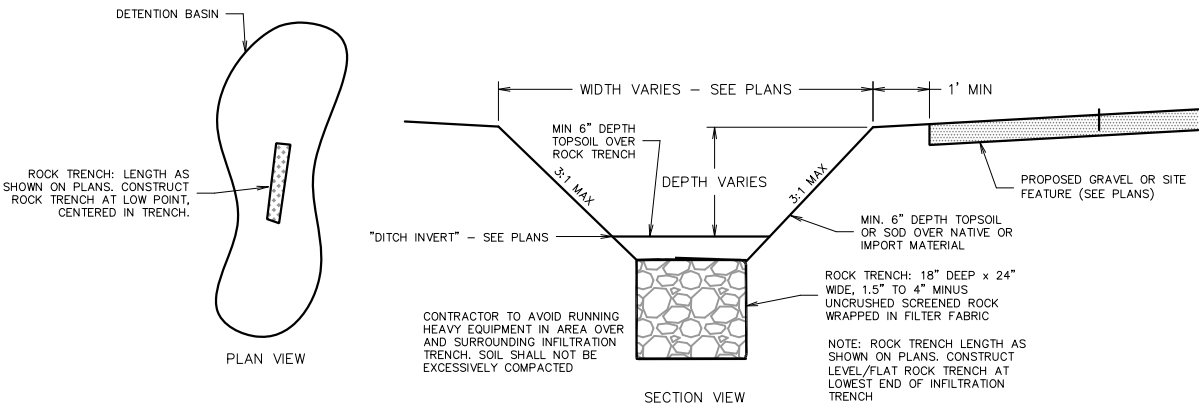 DETENTION BASIN
ROCK TRENCH: LENGTH AS
SHOWN ON PLANS. CONSTRUCT
ROCK TRENCH AT LOW POINT,
CENTERED IN TRENCH.
PLAN VIEW
WIDTH VARIES – SEE PLANS
1' MIN
MIN 6" DEPTH
TOPSOIL OVER
ROCK TRENCH
3:1 MAX
DEPTH VARIES
3:1 MAX
PROPOSED GRAVEL OR SITE
FEATURE (SEE PLANS)
"DITCH INVERT" – SEE PLANS
MIN. 6" DEPTH TOPSOIL
OR SOD OVER NATIVE OR
IMPORT MATERIAL
ROCK TRENCH: 18" DEEP x 24"
WIDE, 1.5" TO 4" MINUS
UNCRUSHED SCREENED ROCK
WRAPPED IN FILTER FABRIC
CONTRACTOR TO AVOID RUNNING
HEAVY EQUIPMENT IN AREA OVER
AND SURROUNDING INFILTRATION
TRENCH. SOIL SHALL NOT BE
EXCESSIVELY COMPACTED
NOTE: ROCK TRENCH LENGTH AS
SHOWN ON PLANS. CONSTRUCT
LEVEL/FLAT ROCK TRENCH AT
LOWEST END OF INFILTRATION
TRENCH
SECTION VIEW